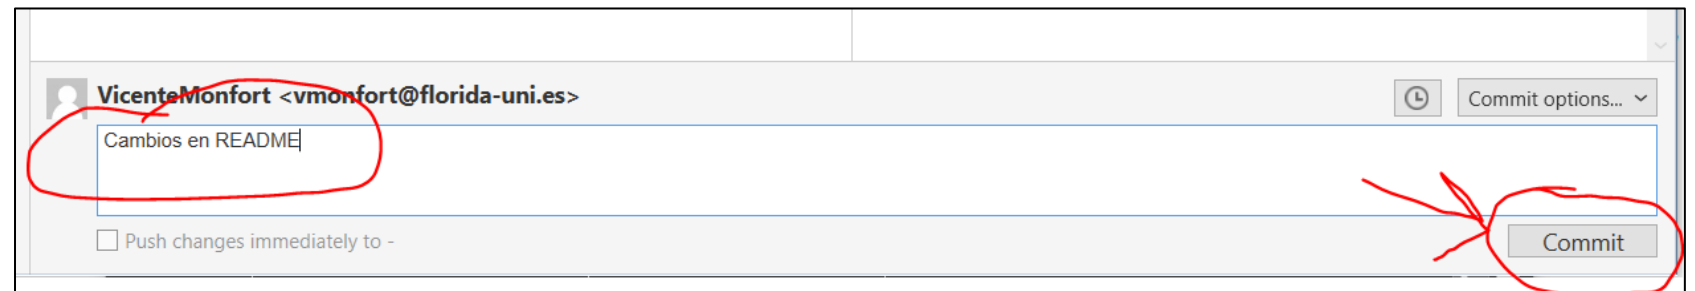 VicenteMonfort <vmonfort@florida-uni.es>
Commit options...
Cambios en README
Push changes immediately to -
Commit